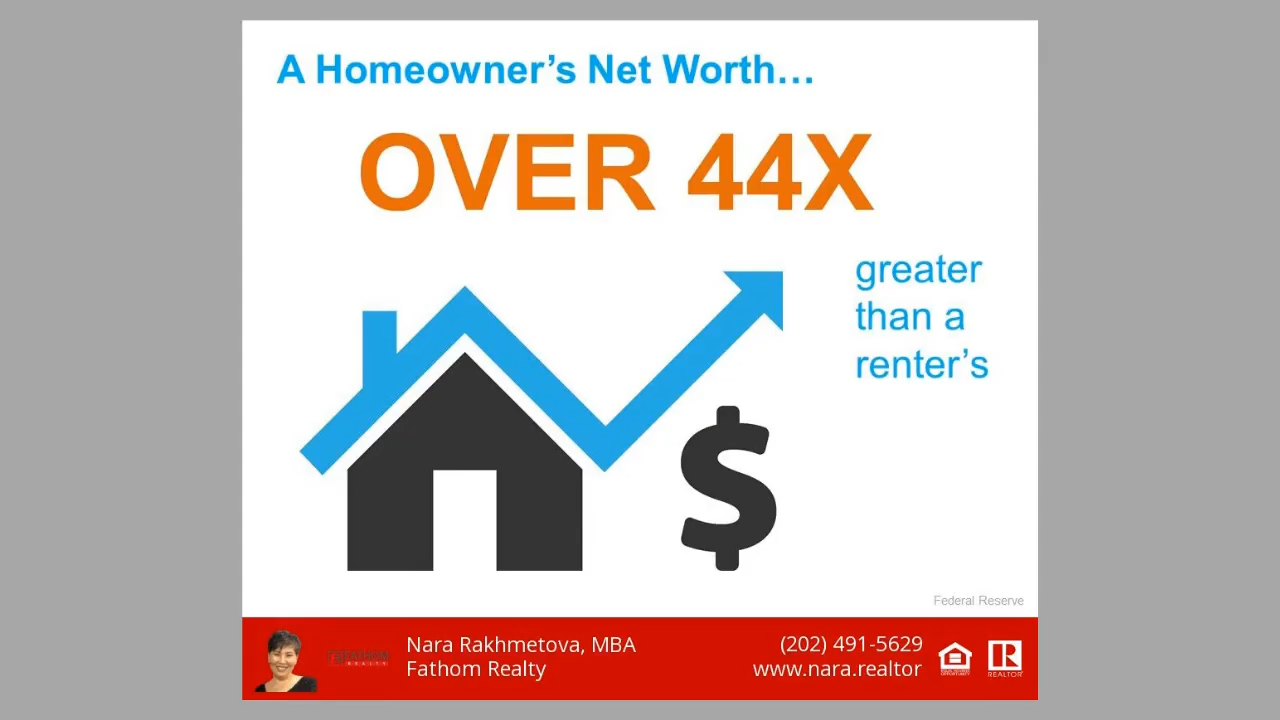 A Homeowner's Net Worth…
OVER 44X
greater
than a
renter's
Federal Reserve
Nara Rakhmetova, MBA
Fathom Realty
(202) 491-5629
www.nara.realtor
REALTOR